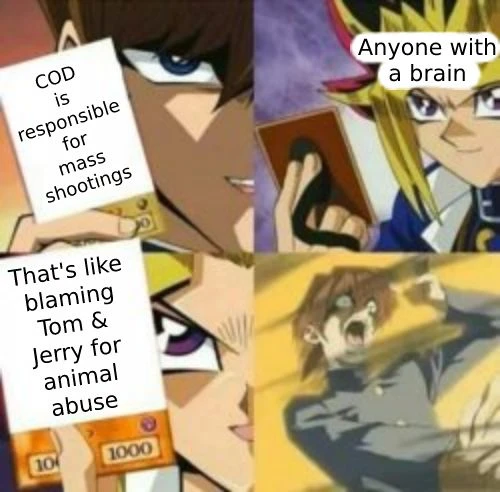 COD
is
responsible
for
mass
shootings
Anyone with
a brain
That's like
blaming
Tom &
Jerry for
animal
abuse
1000